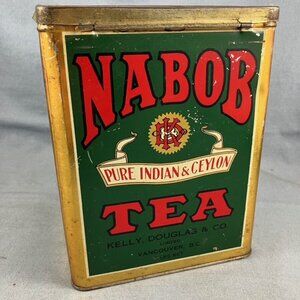 NABOB
PURE INDIAN & CEYLON
TEA
KELLY, DOUGLAS & CO.
LIMITED
VANCOUVER, B.C.